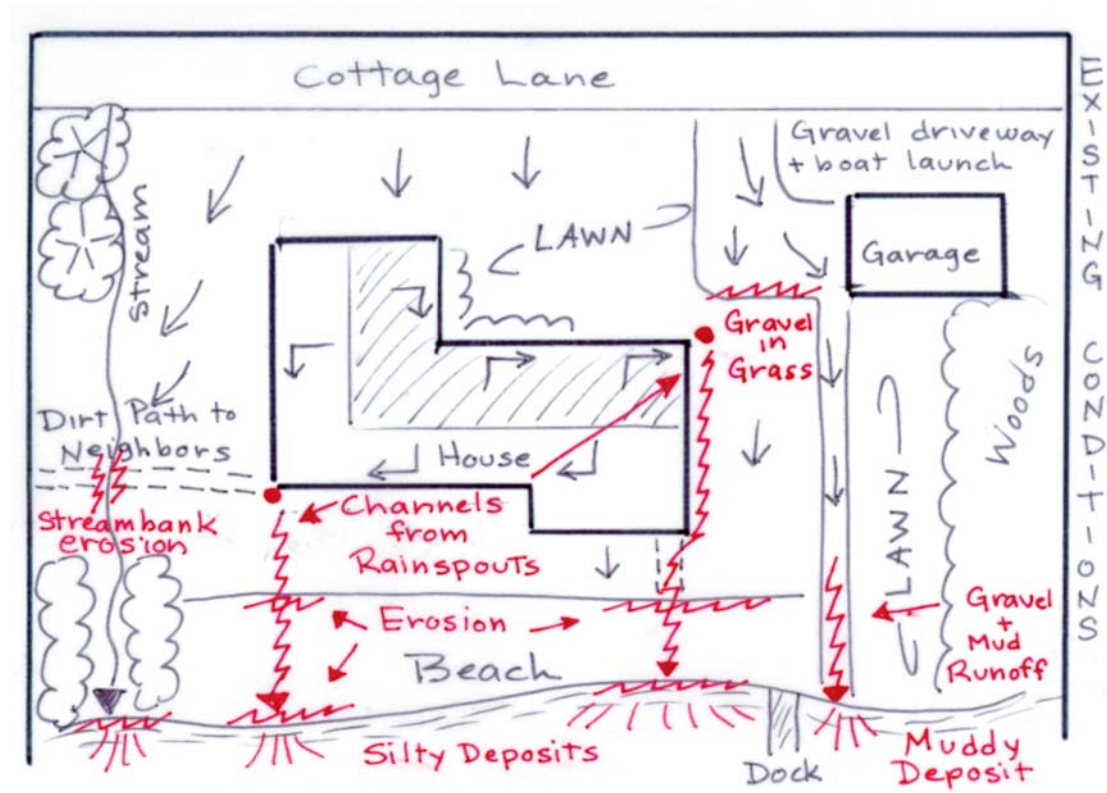 Cottage Lane
EXISTING CONDITIONS
Gravel driveway
+ boat launch
Stream
LAWN
Garage
Gravel
in
Grass
Woods
Dirt Path to
Neighbors
House
LAWN
Streambank
erosion
Channels
from
Rainspouts
Erosion
Gravel
+
Mud
Runoff
Beach
Silty Deposits
Dock
Muddy
Deposit